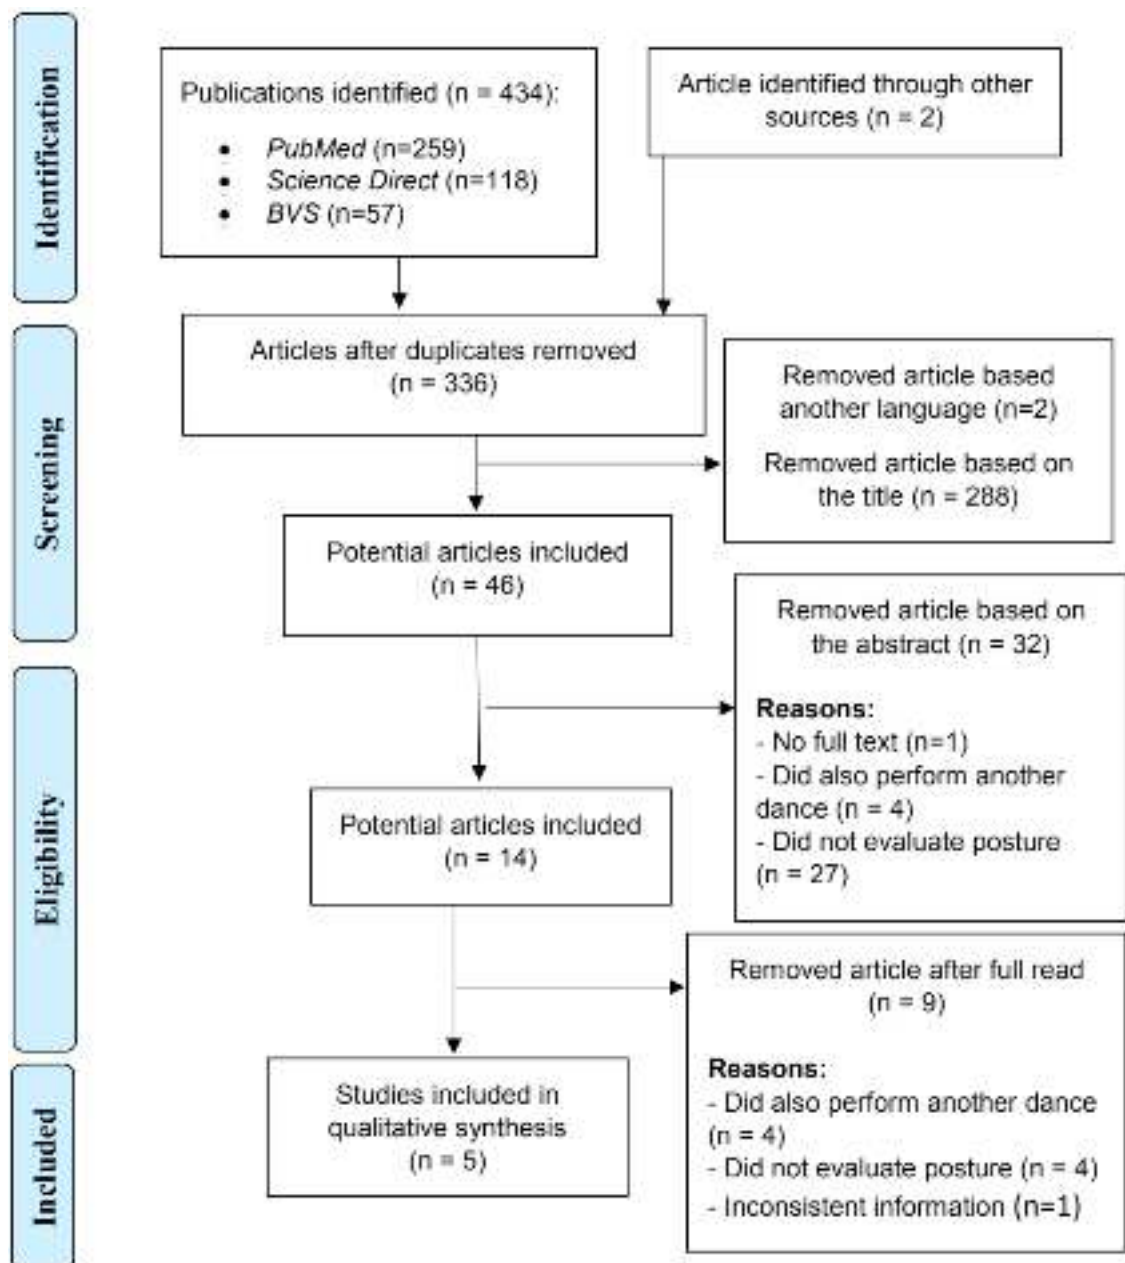 Identification
Publications identified (n = 434):
• PubMed (n=259)
• Science Direct (n=118)
• BVS (n=57)
Article identified through other
sources (n = 2)
Screening
Articles after duplicates removed
(n = 336)
Removed article based
another language (n=2)
Removed article based on
the title (n = 288)
Potential articles included
(n = 46)
Eligibility
Removed article based on
the abstract (n = 32)
Reasons:
- No full text (n=1)
- Did also perform another
dance (n = 4)
- Did not evaluate posture
(n = 27)
Potential articles included
(n = 14)
Removed article after full read
(n = 9)
Reasons:
- Did also perform another dance
(n = 4)
- Did not evaluate posture (n = 4)
- Inconsistent information (n=1)
Included
Studies included in
qualitative synthesis
(n = 5)